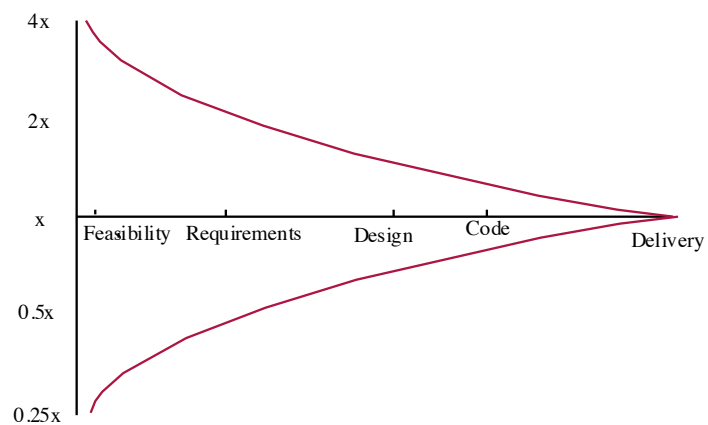 4x
2x
x
Feasibility Requirements Design Code Delivery
0.5x
0.25x